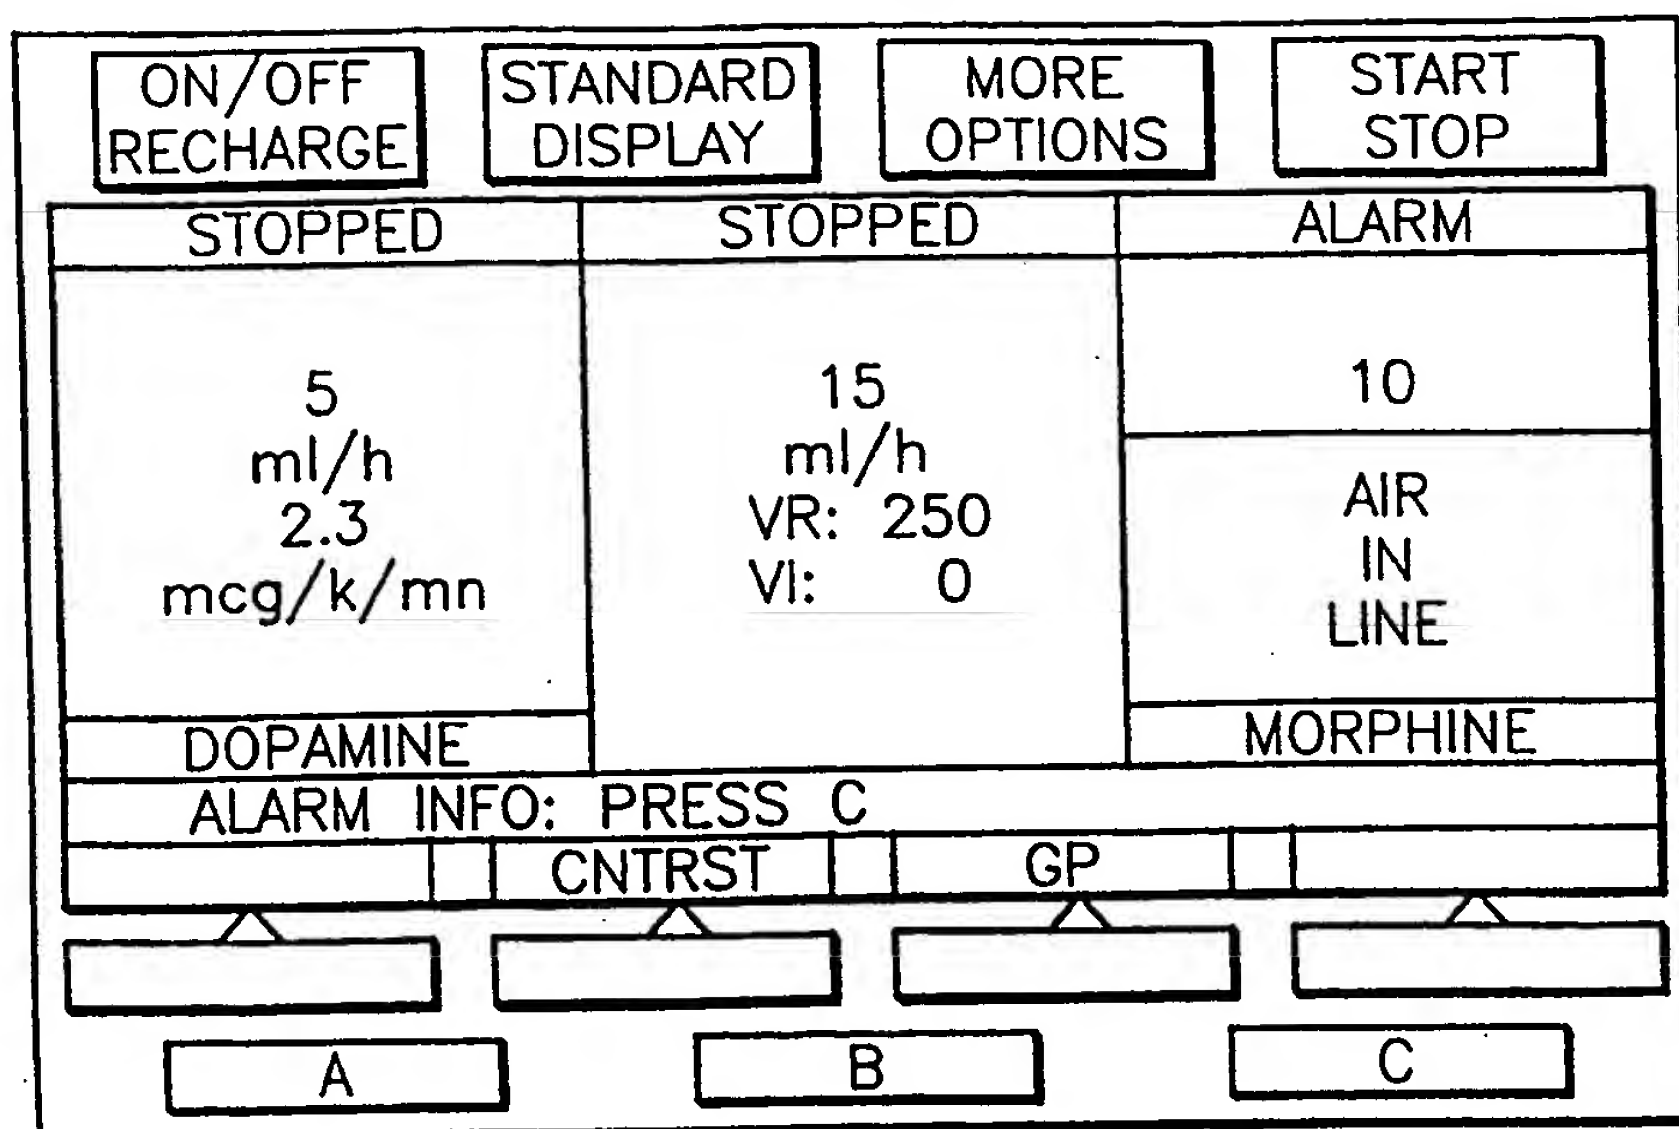 ON/OFF
RECHARGE
STANDARD
DISPLAY
MORE
OPTIONS
START
STOP
STOPPED
STOPPED
ALARM
5
ml/h
2.3
mcg/k/mn
DOPAMINE
15
ml/h
VR: 250
VI: 0
10
AIR
IN
LINE
MORPHINE
ALARM INFO: PRESS C
CNTRST
GP
A
B
C